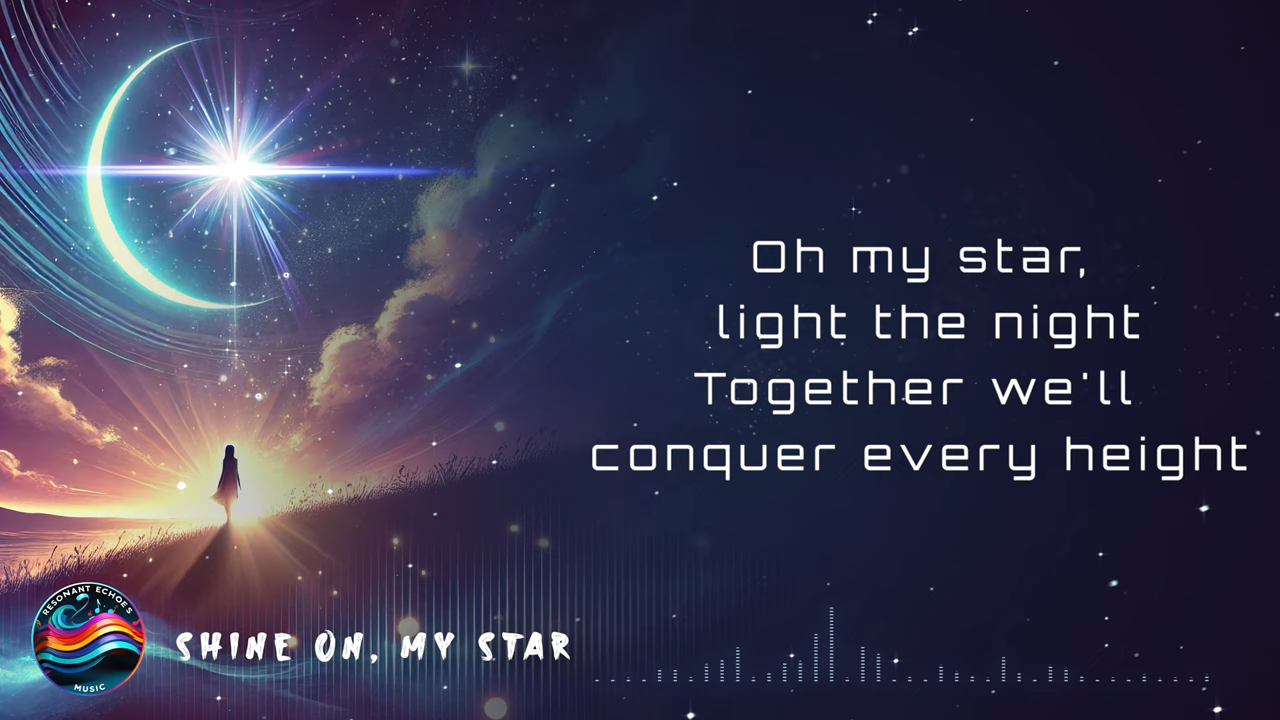 Oh my star,
light the night
Together we'll
conquer every height
RESONANT ECHOES
MUSIC
SHINE ON, MY STAR